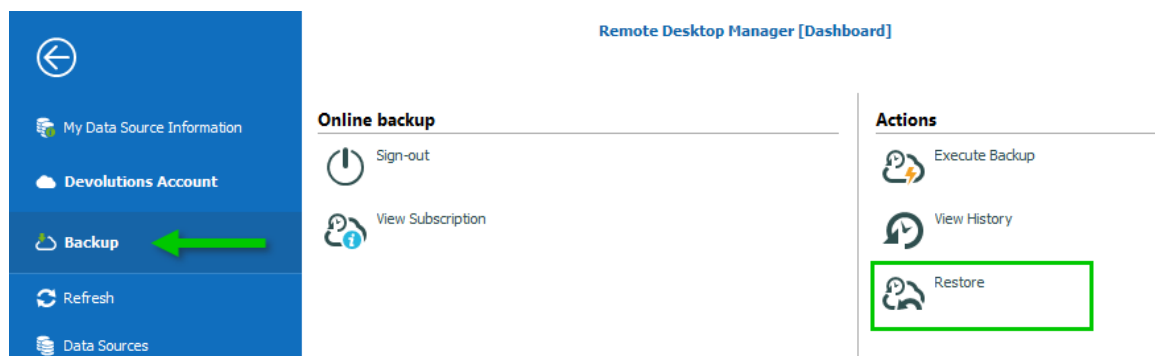 Remote Desktop Manager [Dashboard]
My Data Source Information
Devolutions Account
Backup
Refresh
Data Sources
Online backup
Sign-out
View Subscription
Actions
Execute Backup
View History
Restore